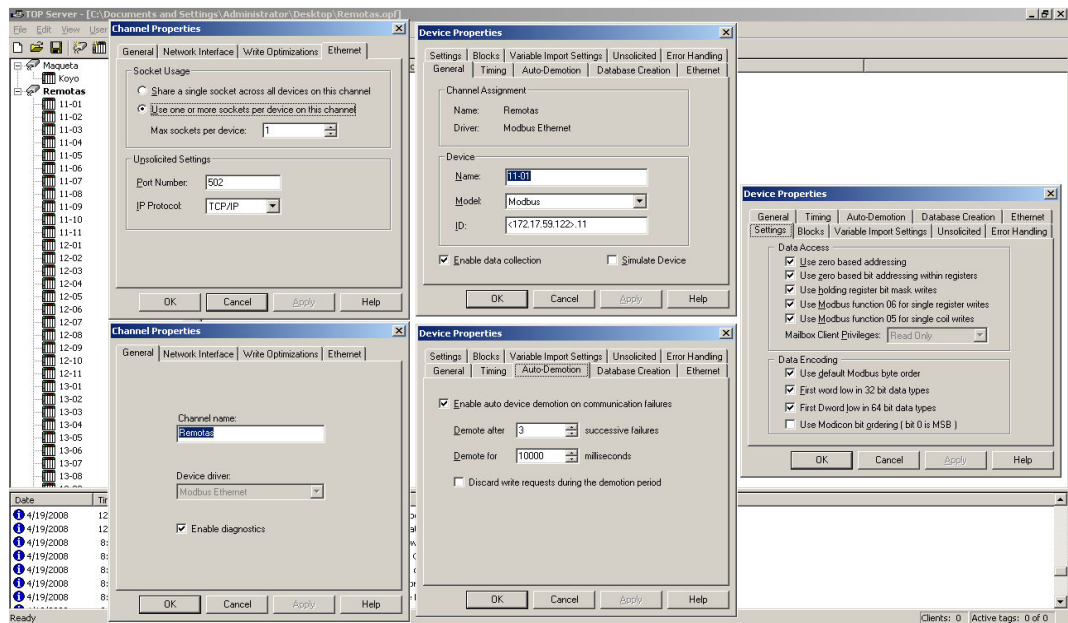 TOP Server - [C:\Documents and Settings\Administrator\Desktop\Remotas.opf]
File Edit View User
Maqueta
Koyo
Remotas
11-01
11-02
11-03
11-04
11-05
11-06
11-07
11-08
11-09
11-10
11-11
12-01
12-02
12-03
12-04
12-05
12-06
12-07
12-08
12-09
12-10
12-11
13-01
13-02
13-03
13-04
13-05
13-06
13-07
13-08
Channel Properties
General Network Interface Write Optimizations Ethernet
Socket Usage
Share a single socket across all devices on this channel
Use one or more sockets per device on this channel
Max sockets per device: 1
Unsolicited Settings
Port Number: 502
IP Protocol: TCP/IP
OK Cancel Apply Help
Device Properties
Settings Blocks Variable Import Settings Unsolicited Error Handling
General Timing Auto-Demotion Database Creation Ethernet
Channel Assignment
Name: Remotas
Driver: Modbus Ethernet
Device
Name: 11-01
Model: Modbus
ID: <172.17.59.122>.11
Enable data collection Simulate Device
OK Cancel Apply Help
Device Properties
General Timing Auto-Demotion Database Creation Ethernet
Settings Blocks Variable Import Settings Unsolicited Error Handling
Data Access
Use zero based addressing
Use zero based bit addressing within registers
Use holding register bit mask writes
Use Modbus function 06 for single register writes
Use Modbus function 05 for single coil writes
Mailbox Client Privileges: Read Only
Data Encoding
Use default Modbus byte order
First word low in 32 bit data types
First Dword low in 64 bit data types
Use Modicon bit ordering ( bit 0 is MSB )
OK Cancel Apply Help
Channel Properties
General Network Interface Write Optimizations Ethernet
Channel name:
Remotas
Device driver:
Modbus Ethernet
Enable diagnostics
OK Cancel Apply Help
Device Properties
Settings Blocks Variable Import Settings Unsolicited Error Handling
General Timing Auto-Demotion Database Creation Ethernet
Enable auto device demotion on communication failures
Demote after 3 successive failures
Demote for 10000 milliseconds
Discard write requests during the demotion period
OK Cancel Apply Help
Date
4/19/2008 12
4/19/2008 12
4/19/2008 8:
4/19/2008 8:
4/19/2008 8:
4/19/2008 8:
4/19/2008 8:
Ready
Clients: 0 Active tags: 0 of 0